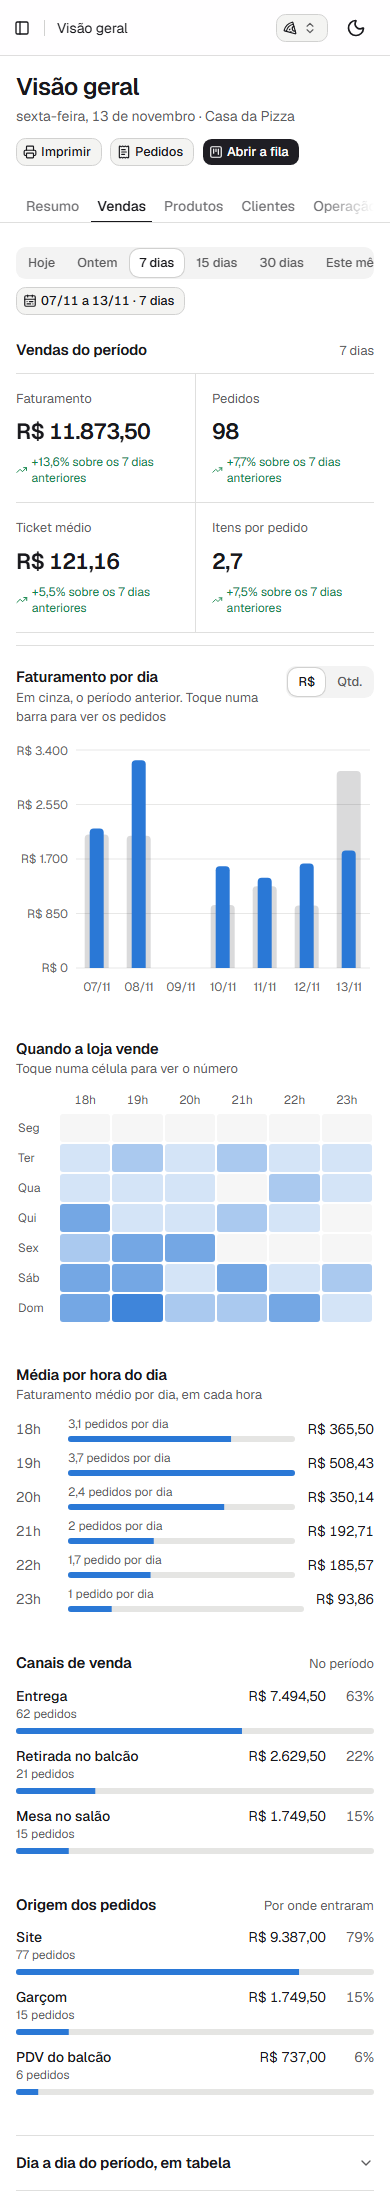 Visão geral
Visão geral
sexta-feira, 13 de novembro · Casa da Pizza
Imprimir
Pedidos
Abrir a fila
Resumo
Vendas
Produtos
Clientes
Operaçã
Hoje
Ontem
7 dias
15 dias
30 dias
Este mê
07/11 a 13/11 · 7 dias
Vendas do período
7 dias
Faturamento
R$ 11.873,50
+13,6% sobre os 7 dias
anteriores
Pedidos
98
+7,7% sobre os 7 dias
anteriores
Ticket médio
R$ 121,16
+5,5% sobre os 7 dias
anteriores
Itens por pedido
2,7
+7,5% sobre os 7 dias
anteriores
Faturamento por dia
Em cinza, o período anterior. Toque numa
barra para ver os pedidos
R$
Qtd.
R$ 3.400
R$ 2.550
R$ 1.700
R$ 850
R$ 0
07/11
08/11
09/11
10/11
11/11
12/11
13/11
Quando a loja vende
Toque numa célula para ver o número
18h
19h
20h
21h
22h
23h
Seg
Ter
Qua
Qui
Sex
Sáb
Dom
Média por hora do dia
Faturamento médio por dia, em cada hora
18h
3,1 pedidos por dia
R$ 365,50
19h
3,7 pedidos por dia
R$ 508,43
20h
2,4 pedidos por dia
R$ 350,14
21h
2 pedidos por dia
R$ 192,71
22h
1,7 pedido por dia
R$ 185,57
23h
1 pedido por dia
R$ 93,86
Canais de venda
No período
Entrega
R$ 7.494,50
63%
62 pedidos
Retirada no balcão
R$ 2.629,50
22%
21 pedidos
Mesa no salão
R$ 1.749,50
15%
15 pedidos
Origem dos pedidos
Por onde entraram
Site
R$ 9.387,00
79%
77 pedidos
Garçom
R$ 1.749,50
15%
15 pedidos
PDV do balcão
R$ 737,00
6%
6 pedidos
Dia a dia do período, em tabela